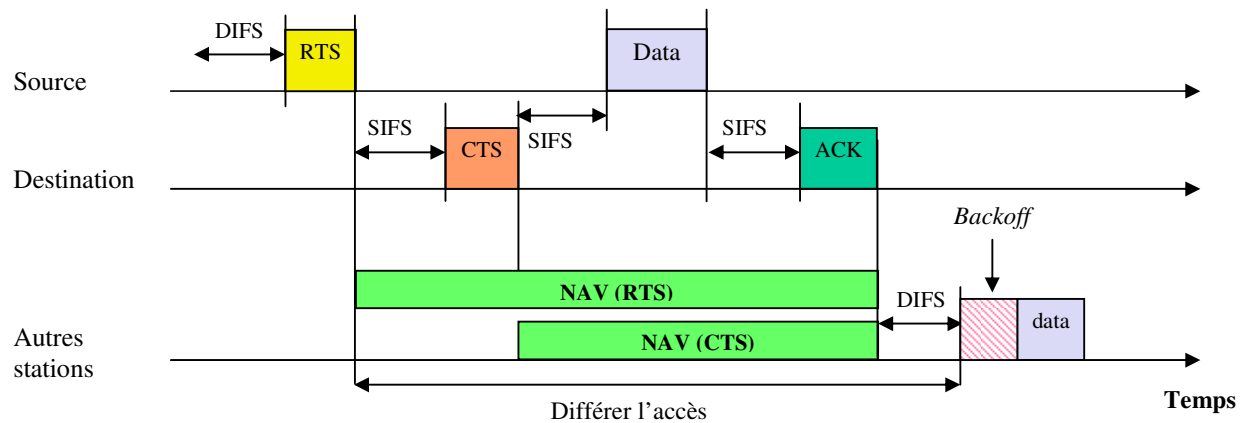 DIFS
RTS
Data
Source
SIFS
CTS
SIFS
SIFS
ACK
Destination
Backoff
NAV (RTS)
DIFS
NAV (CTS)
data
Autres
stations
Différer l’accès
Temps